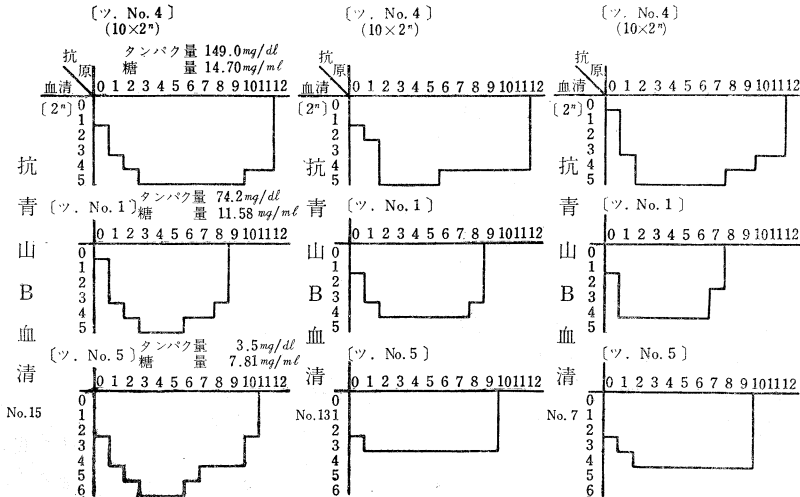 〔ツ. No.4〕 〔ツ. No.4〕 〔ツ. No.4〕
(10×2ⁿ) (10×2ⁿ) (10×2ⁿ)
タンパク量 149.0mg/dl
糖 量 14.70mg/ml
抗原 抗原 抗原
血清 0 1 2 3 4 5 6 7 8 9 10 11 12 血清 0 1 2 3 4 5 6 7 8 9 10 11 12 血清 0 1 2 3 4 5 6 7 8 9 10 11 12
〔2ⁿ〕 0 〔2ⁿ〕 0 〔2ⁿ〕 0
1 1 1
2 2 2
3 3 3
4 4 4
5 5 5
タンパク量 74.2mg/dl
〔ツ. No.1〕 糖 量 11.58mg/ml 〔ツ. No.1〕 〔ツ. No.1〕
0 1 2 3 4 5 6 7 8 9 10 11 12 0 1 2 3 4 5 6 7 8 9 10 11 12 0 1 2 3 4 5 6 7 8 9 10 11 12
0 0 0
1 1 1
2 2 2
3 3 3
4 4 4
5 5 5
タンパク量 3.5mg/dl
〔ツ. No.5〕 糖 量 7.81mg/ml 〔ツ. No.5〕 〔ツ. No.5〕
0 1 2 3 4 5 6 7 8 9 10 11 12 0 1 2 3 4 5 6 7 8 9 10 11 12 0 1 2 3 4 5 6 7 8 9 10 11 12
0 0 0
1 1 1
2 2 2
3 3 3
4 4 4
5 5 5
6 6 6
抗青山B血清 抗青山B血清 抗青山B血清
No.15 No.131 No.7